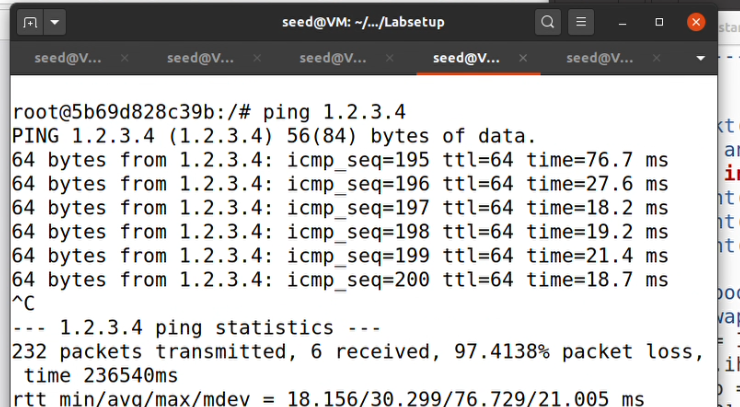 seed@VM: ~/.../Labsetup
seed@V... seed@V... seed@V... seed@V... seed@V...
root@5b69d828c39b:/# ping 1.2.3.4
PING 1.2.3.4 (1.2.3.4) 56(84) bytes of data.
64 bytes from 1.2.3.4: icmp_seq=195 ttl=64 time=76.7 ms
64 bytes from 1.2.3.4: icmp_seq=196 ttl=64 time=27.6 ms
64 bytes from 1.2.3.4: icmp_seq=197 ttl=64 time=18.2 ms
64 bytes from 1.2.3.4: icmp_seq=198 ttl=64 time=19.2 ms
64 bytes from 1.2.3.4: icmp_seq=199 ttl=64 time=21.4 ms
64 bytes from 1.2.3.4: icmp_seq=200 ttl=64 time=18.7 ms
^C
--- 1.2.3.4 ping statistics ---
232 packets transmitted, 6 received, 97.4138% packet loss,
time 236540ms
rtt min/avg/max/mdev = 18.156/30.299/76.729/21.005 ms